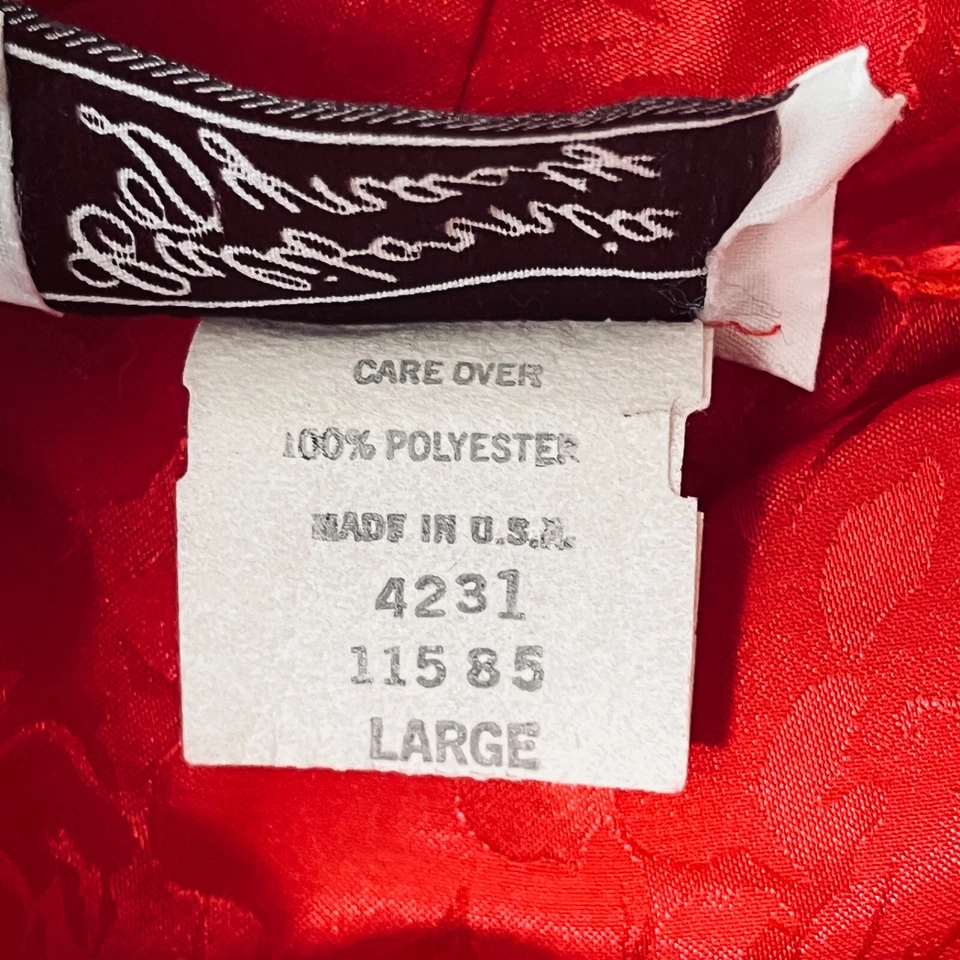 CARE OVER
100% POLYESTER
MADE IN U.S.A.
4231
115 85
LARGE